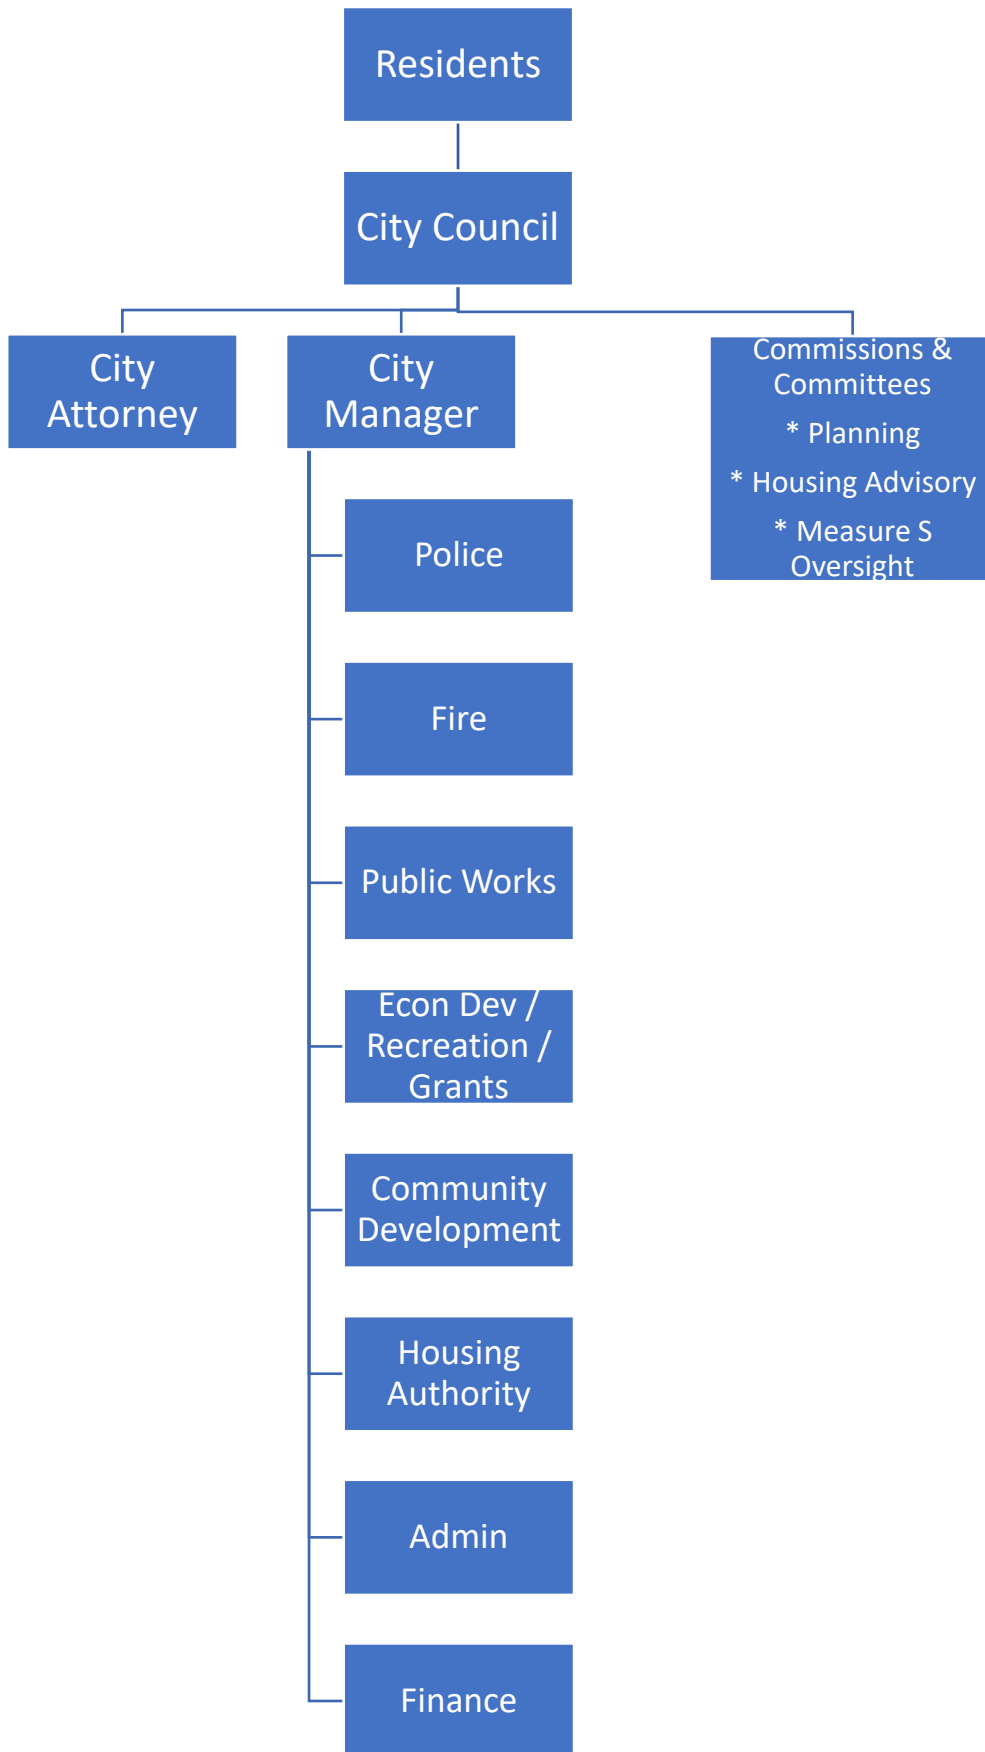 Residents
City Council
City
Attorney
City
Manager
Commissions &
Committees
* Planning
* Housing Advisory
* Measure S
Oversight
Police
Fire
Public Works
Econ Dev /
Recreation /
Grants
Community
Development
Housing
Authority
Admin
Finance